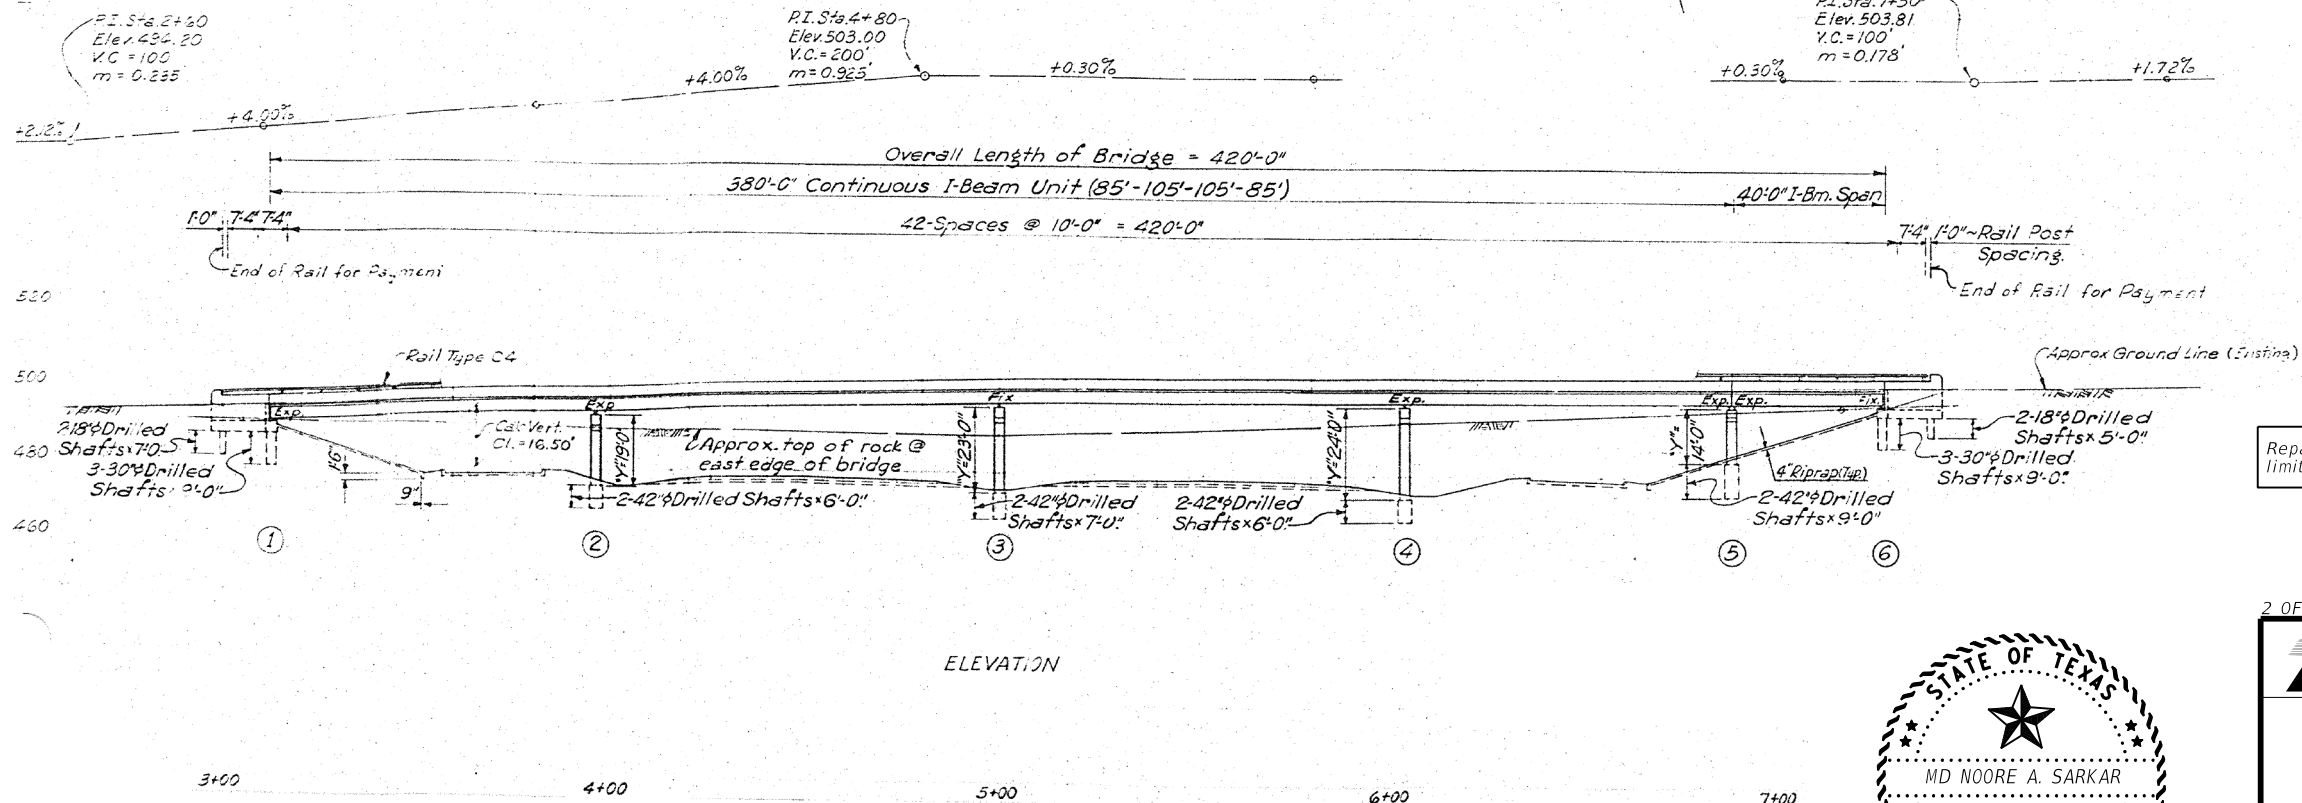 P.I. Sta. 2+60
Elev. 494.20
V.C = 100
m = 0.235
P.I. Sta. 4+80
Elev. 503.00
V.C. = 200'
m = 0.925'
P.I. Sta. 7+50
Elev. 503.81
V.C. = 100'
m = 0.178'
+2.12%
+4.00%
+4.00%
+0.30%
+0.30%
+1.72%
Overall Length of Bridge = 420'-0"
380'-0" Continuous I-Beam Unit (85'-105'-105'-85')
40'-0" I-Bm. Span
1'-0" 7'-4" 7'-4"
42-Spaces @ 10'-0" = 420'-0"
7'-4" 1'-0"~Rail Post
Spacing.
End of Rail for Payment
End of Rail for Payment
520
500
480
460
Rail Type C4
Approx Ground Line (Existing)
Exp.
Exp
Fix
Exp.
Exp. Exp.
Fix.
2-18"φ Drilled
Shafts x 7'-0"
3-30"φ Drilled
Shafts x 9'-0"
Calc Vert.
Cl. = 16.50'
9"
"Y"=19'-0"
Approx. top of rock @
east edge of bridge
2-42"φ Drilled Shafts x 6'-0".
"Y"=23'-0"
2-42"φ Drilled
Shafts x 7'-0".
"Y"=24'-0"
2-42"φ Drilled
Shafts x 6'-0".
"Y"=
14'-0"
4" Riprap (Typ.)
2-42"φ Drilled
Shafts x 9'-0"
2-18"φ Drilled
Shafts x 5'-0"
3-30"φ Drilled
Shafts x 9'-0".
1
2
3
4
5
6
ELEVATION
3+00
4+00
5+00
6+00
7+00
Repa
limit
2 OF
STATE OF TEXAS
MD NOORE A. SARKAR